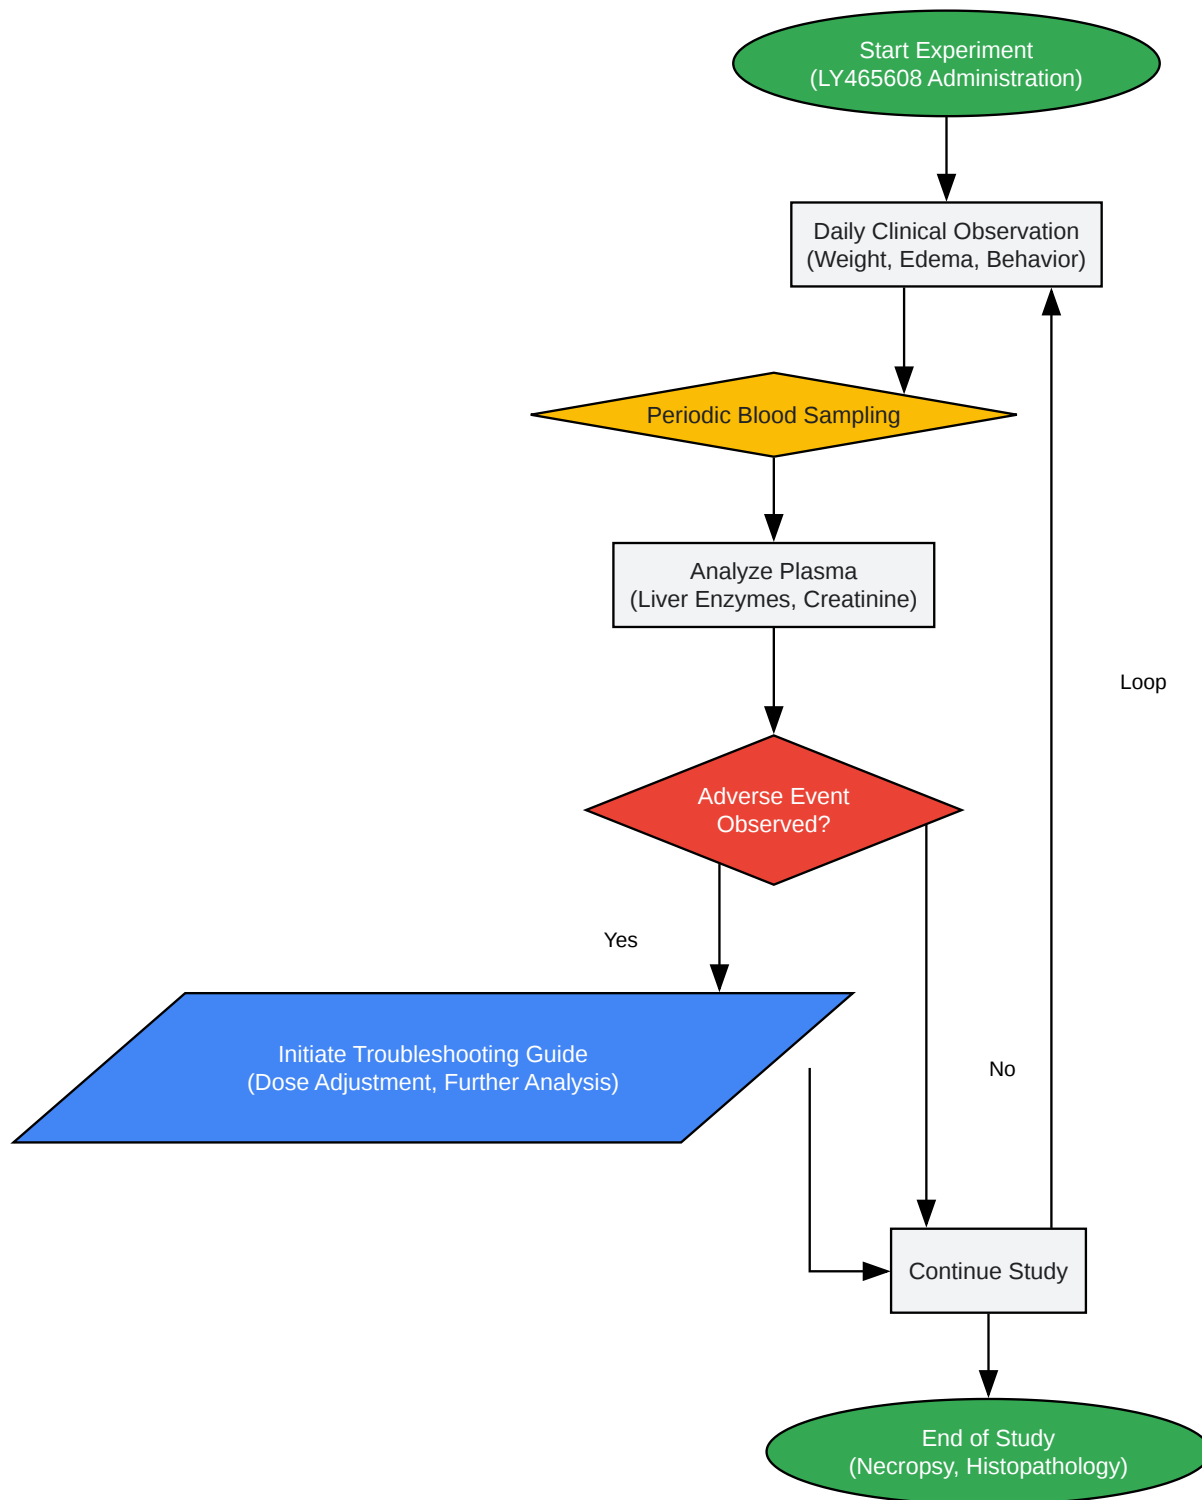 Start Experiment
(LY465608 Administration)
Daily Clinical Observation
(Weight, Edema, Behavior)
Periodic Blood Sampling
Analyze Plasma
(Liver Enzymes, Creatinine)
Loop
Adverse Event
Observed?
Yes
Initiate Troubleshooting Guide
(Dose Adjustment, Further Analysis)
No
Continue Study
End of Study
(Necropsy, Histopathology)